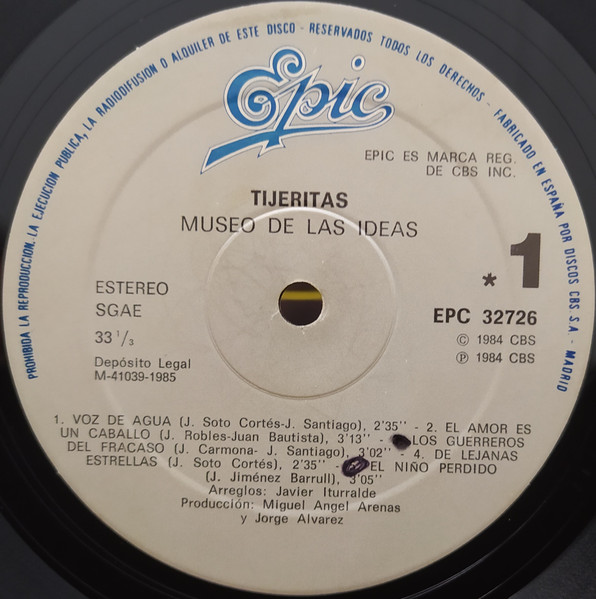 PROHIBIDA LA REPRODUCCION. LA EJECUCION PUBLICA, LA RADIODIFUSION O ALQUILER DE ESTE DISCO - RESERVADOS TODOS LOS DERECHOS - FABRICADO EN ESPAÑA POR DISCOS CBS S.A. - MADRID
Epic
EPIC ES MARCA REG.
DE CBS INC.
TIJERITAS
MUSEO DE LAS IDEAS
* 1
ESTEREO
SGAE
33 1/3
Depósito Legal
M-41039-1985
EPC 32726
© 1984 CBS
℗ 1984 CBS
1. VOZ DE AGUA (J. Soto Cortés-J. Santiago), 2'35'' - 2. EL AMOR ES
UN CABALLO (J. Robles-Juan Bautista), 3'13'' - LOS GUERREROS
DEL FRACASO (J. Carmona- J. Santiago), 3'02'' - 4. DE LEJANAS
ESTRELLAS (J. Soto Cortés), 2'35'' - EL NIÑO PERDIDO
(J. Jiménez Barrull), 3'05''
Arreglos: Javier Iturralde
Producción: Miguel Angel Arenas
y Jorge Alvarez